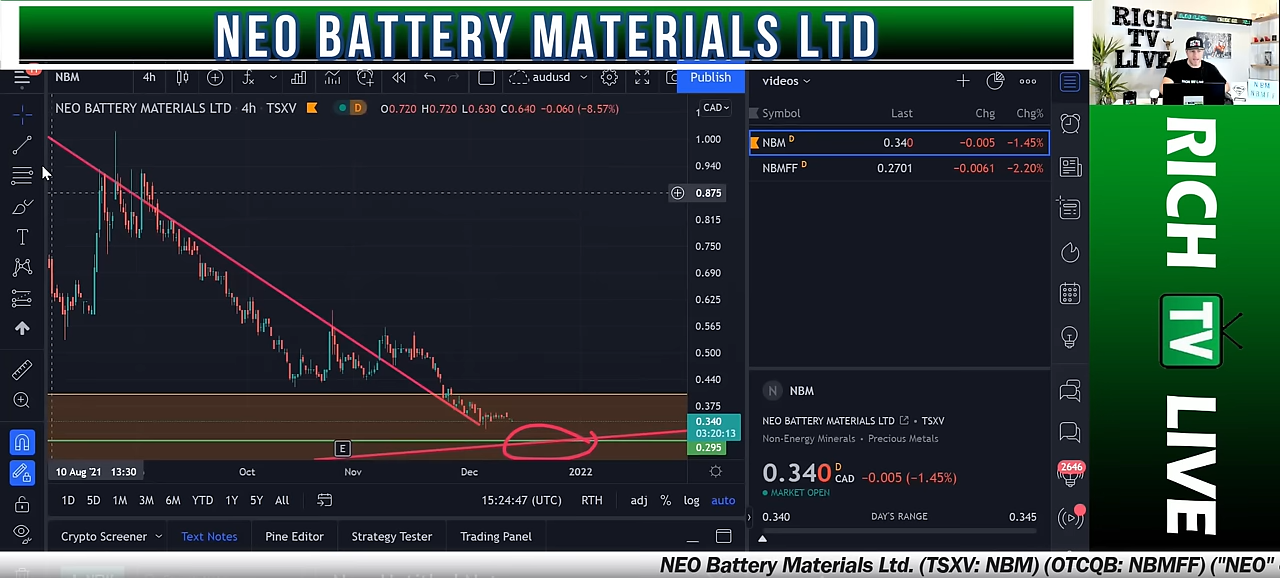 NEO BATTERY MATERIALS LTD
RICH
TV
LIVE
NBM
4h
audusd
Publish
videos
NEO BATTERY MATERIALS LTD · 4h · TSXV D O0.720 H0.720 L0.630 C0.640 -0.060 (-8.57%)
CAD
1.000
0.940
0.875
0.815
0.750
0.690
0.625
0.565
0.500
0.440
0.375
0.340
03:20:13
0.295
E
10 Aug '21 13:30
Oct
Nov
Dec
2022
1D 5D 1M 3M 6M YTD 1Y 5Y All
15:24:47 (UTC) RTH adj % log auto
Crypto Screener
Text Notes
Pine Editor
Strategy Tester
Trading Panel
Symbol Last Chg Chg%
NBM D 0.340 -0.005 -1.45%
NBMFF D 0.2701 -0.0061 -2.20%
N NBM
NEO BATTERY MATERIALS LTD · TSXV
Non-Energy Minerals · Precious Metals
0.340 D CAD -0.005 (-1.45%)
MARKET OPEN
0.340 DAY'S RANGE 0.345
2646
RICH
TV
LIVE
NEO Battery Materials Ltd. (TSXV: NBM) (OTCQB: NBMFF) ("NEO"